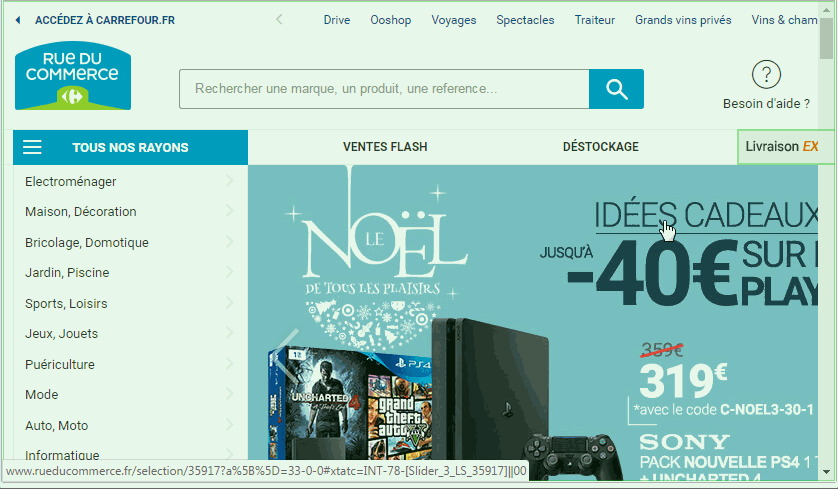 ACCÉDEZ À CARREFOUR.FR
Drive Ooshop Voyages Spectacles Traiteur Grands vins privés Vins & cham
RUE DU
COMMERCE
Rechercher une marque, un produit, une reference...
?
Besoin d'aide ?
TOUS NOS RAYONS
VENTES FLASH
DÉSTOCKAGE
Livraison EX
Electroménager
Maison, Décoration
Bricolage, Domotique
Jardin, Piscine
Sports, Loisirs
Jeux, Jouets
Puériculture
Mode
Auto, Moto
Informatique
LE
NOËL
DE TOUS LES PLAISIRS
IDÉES CADEAUX
JUSQU'À
-40€ SUR
PLAY
359€
319€
*avec le code C-NOEL3-30-1
SONY
PACK NOUVELLE PS4 1 T
+ UNCHARTED 4
PS4
UNCHARTED 4
grand
theft
auto
www.rueducommerce.fr/selection/35917?a%5B%5D=33-0-0#xtatc=INT-78-[Slider_3_LS_35917]||00